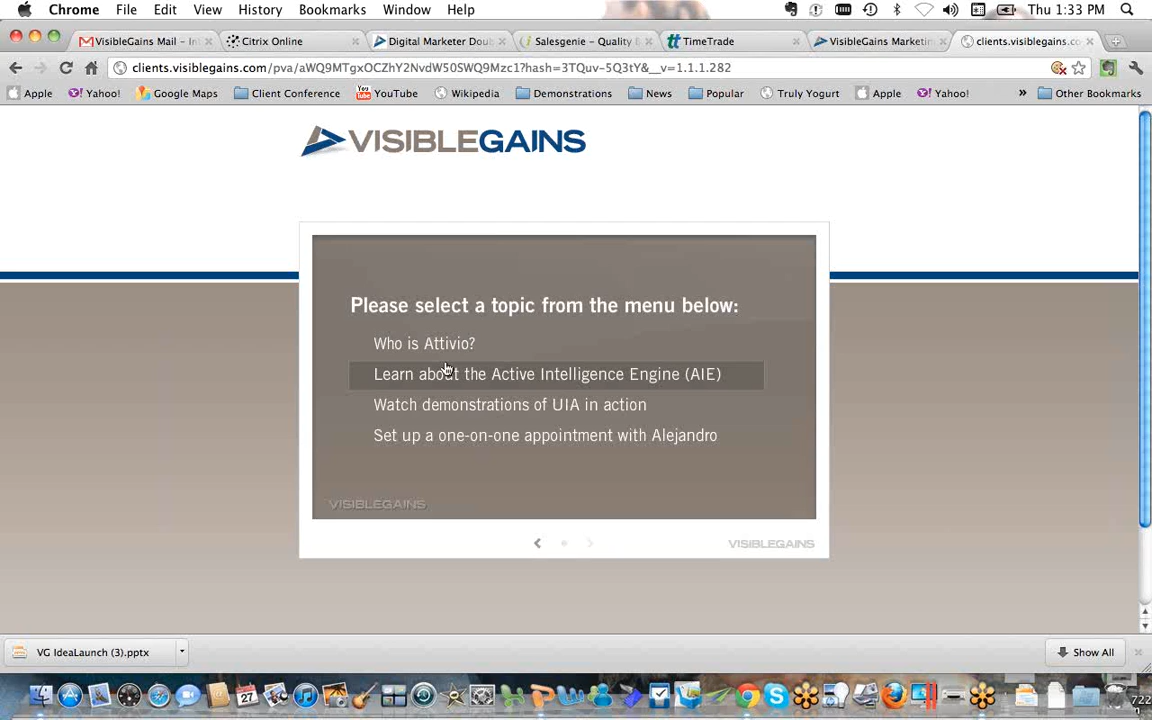 Chrome File Edit View History Bookmarks Window Help Thu 1:33 PM
VisibleGains Mail - In
Citrix Online
Digital Marketer Dou
Salesgenie - Quality
TimeTrade
VisibleGains Marketin
clients.visiblegains.co
clients.visiblegains.com/pva/aWQ9MTgxOCZhY2NvdW50SWQ9Mzc1?hash=3TQuv-5Q3tY&__v=1.1.1.282
Apple Yahoo! Google Maps Client Conference YouTube Wikipedia Demonstrations News Popular Truly Yogurt Apple Yahoo! » Other Bookmarks
VISIBLEGAINS
Please select a topic from the menu below:
Who is Attivio?
Learn about the Active Intelligence Engine (AIE)
Watch demonstrations of UIA in action
Set up a one-on-one appointment with Alejandro
VISIBLEGAINS
VISIBLEGAINS
VG IdeaLaunch (3).pptx
Show All
27